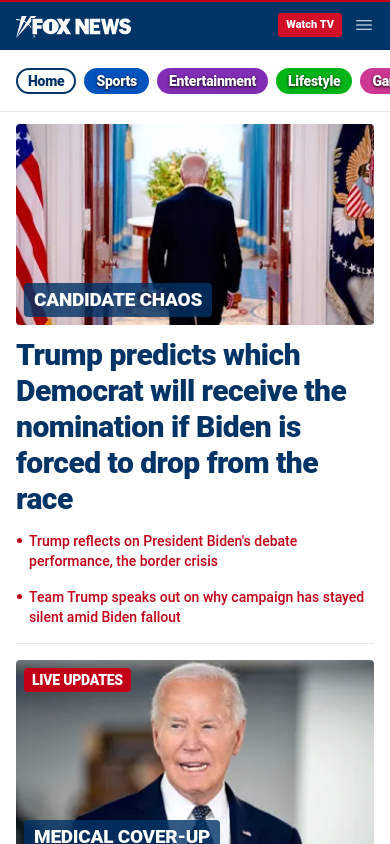 FOX NEWS
Watch TV
Home
Sports
Entertainment
Lifestyle
Ga
CANDIDATE CHAOS
Trump predicts which
Democrat will receive the
nomination if Biden is
forced to drop from the
race
Trump reflects on President Biden's debate
performance, the border crisis
Team Trump speaks out on why campaign has stayed
silent amid Biden fallout
LIVE UPDATES
MEDICAL COVER-UP